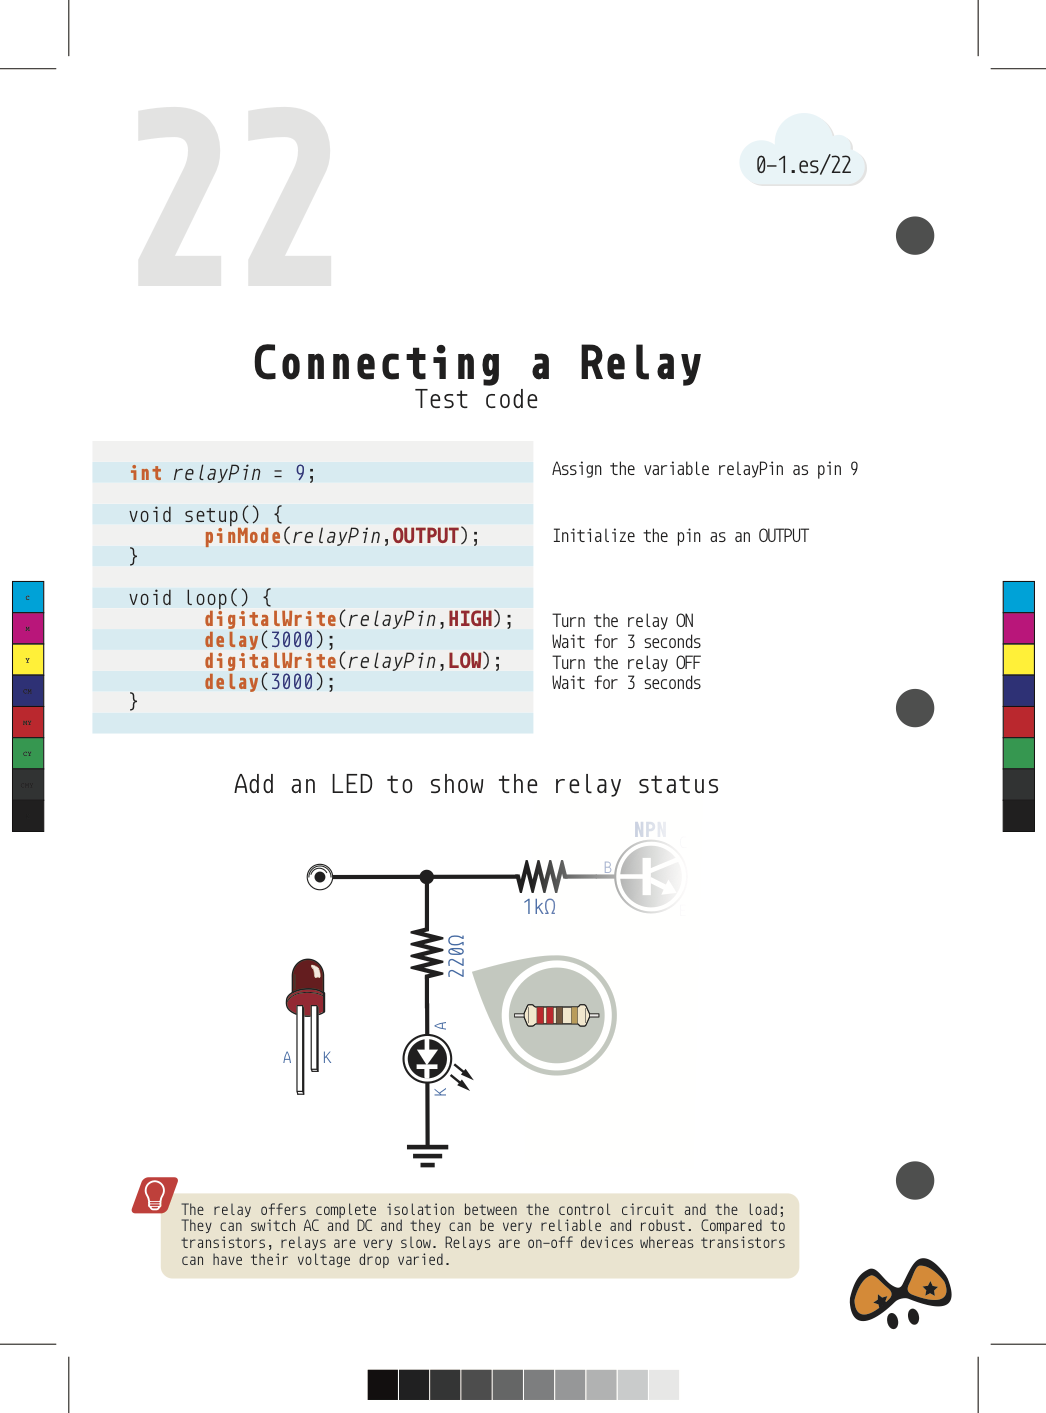 22
0-1.es/22
Connecting a Relay
Test code
int relayPin = 9;
Assign the variable relayPin as pin 9
void setup() {
pinMode(relayPin,OUTPUT);
Initialize the pin as an OUTPUT
}
void loop() {
digitalWrite(relayPin,HIGH);
Turn the relay ON
delay(3000);
Wait for 3 seconds
digitalWrite(relayPin,LOW);
Turn the relay OFF
delay(3000);
Wait for 3 seconds
}
C
M
Y
CM
MY
CY
CMY
Add an LED to show the relay status
NPN
B
1kΩ
220Ω
A
A
K
K
The relay offers complete isolation between the control circuit and the load;
They can switch AC and DC and they can be very reliable and robust. Compared to
transistors, relays are very slow. Relays are on-off devices whereas transistors
can have their voltage drop varied.